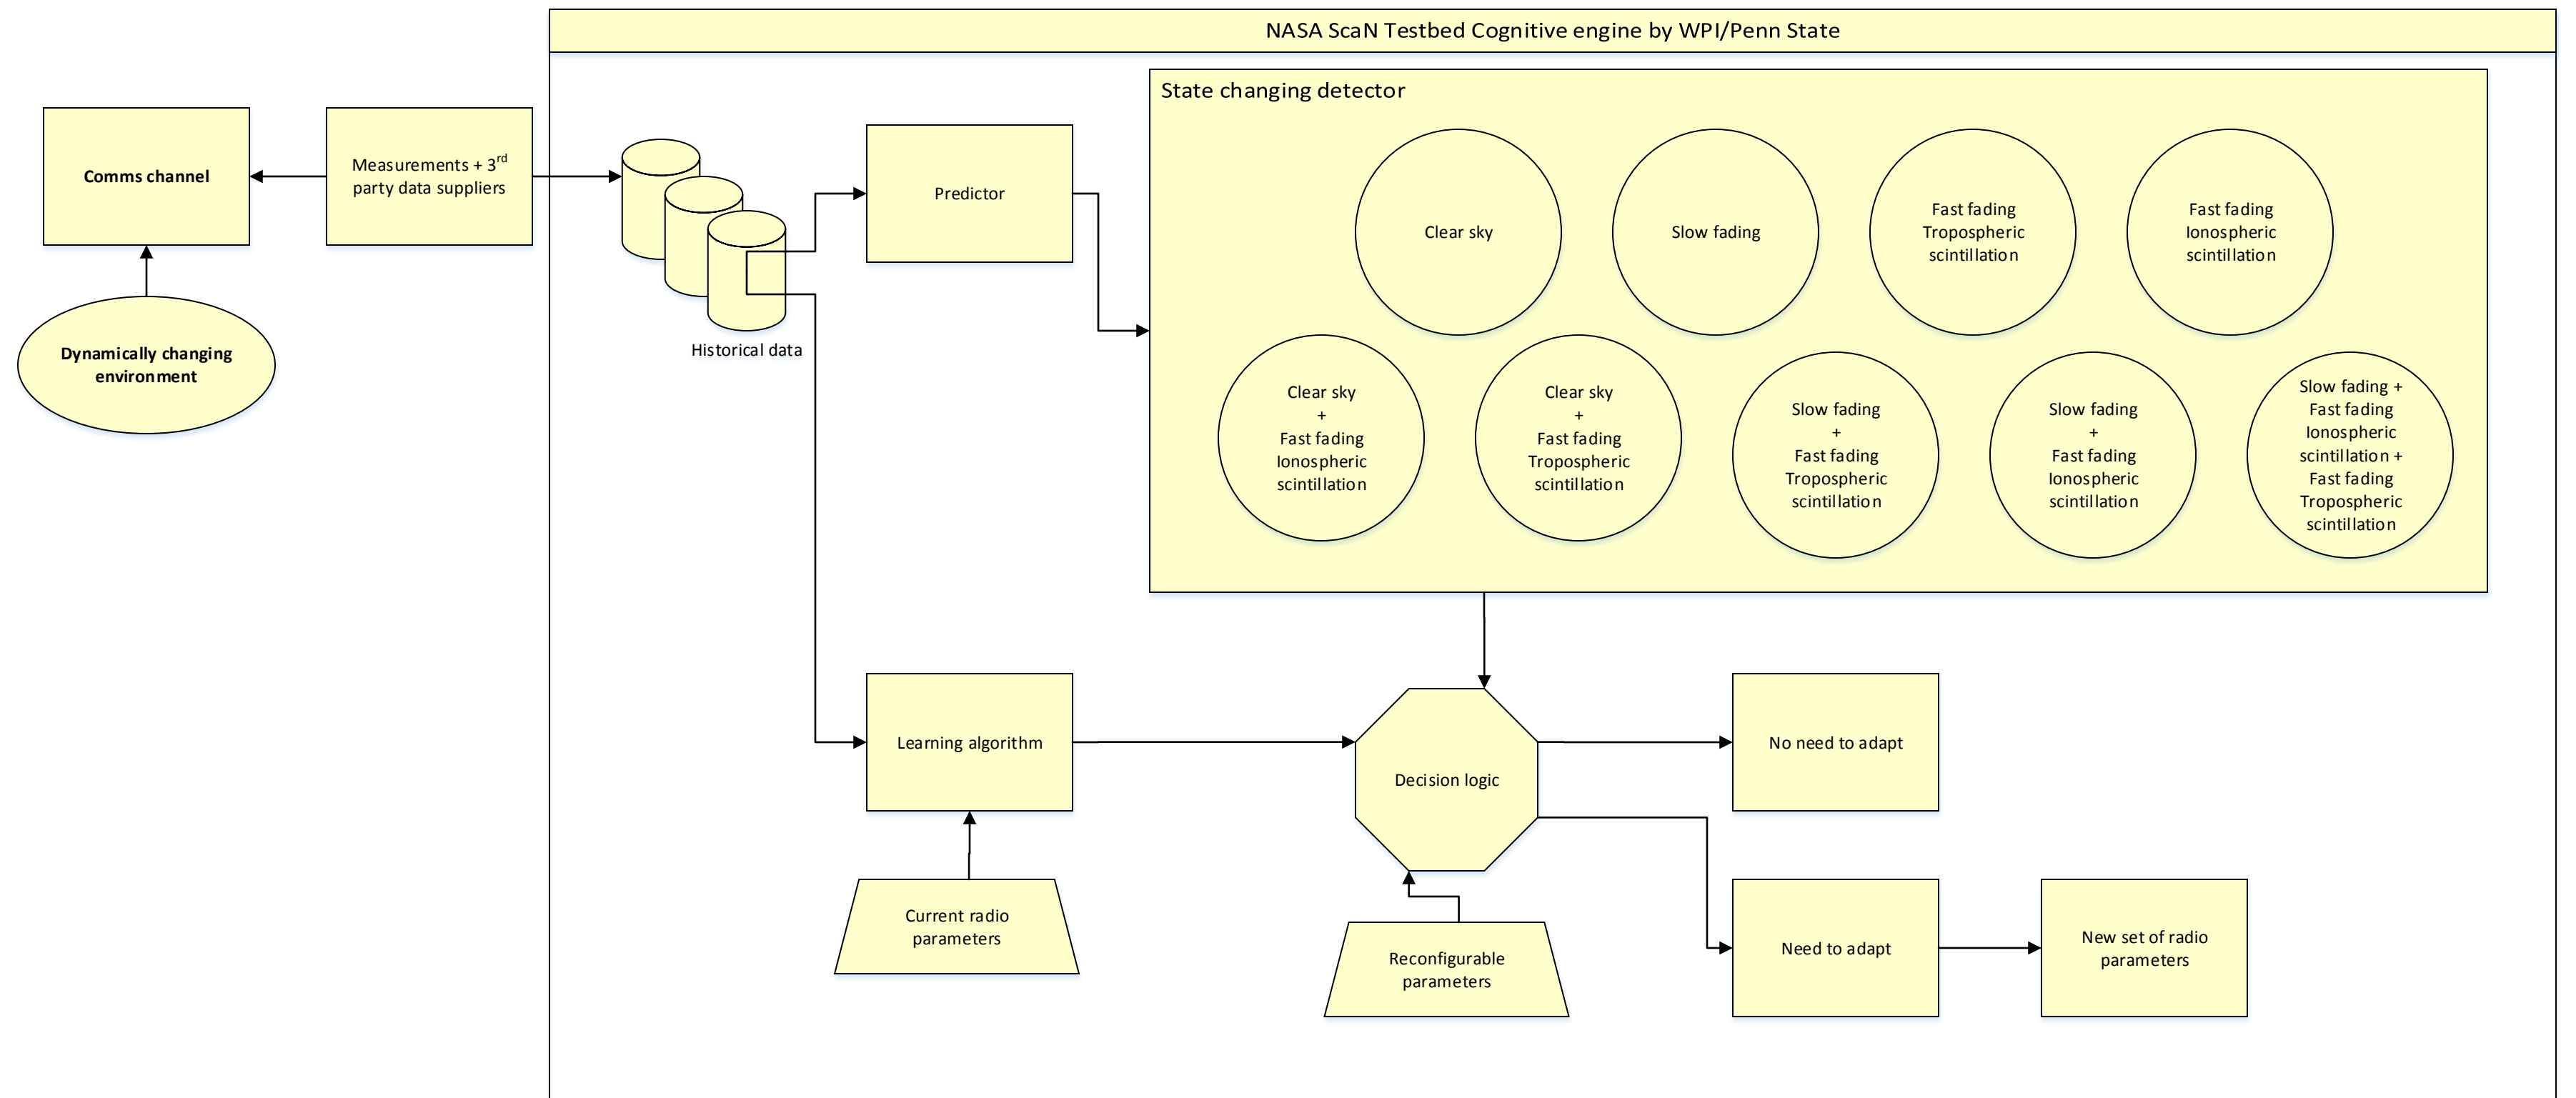 NASA ScaN Testbed Cognitive engine by WPI/Penn State
State changing detector
Comms channel
Measurements + 3rd
party data suppliers
Predictor
Clear sky
Slow fading
Fast fading
Tropospheric
scintillation
Fast fading
Ionospheric
scintillation
Dynamically changing
environment
Historical data
Clear sky
+
Fast fading
Ionospheric
scintillation
Clear sky
+
Fast fading
Tropospheric
scintillation
Slow fading
+
Fast fading
Tropospheric
scintillation
Slow fading
+
Fast fading
Ionospheric
scintillation
Slow fading +
Fast fading
Ionospheric
scintillation +
Fast fading
Tropospheric
scintillation
Learning algorithm
Decision logic
No need to adapt
Current radio
parameters
Reconfigurable
parameters
Need to adapt
New set of radio
parameters